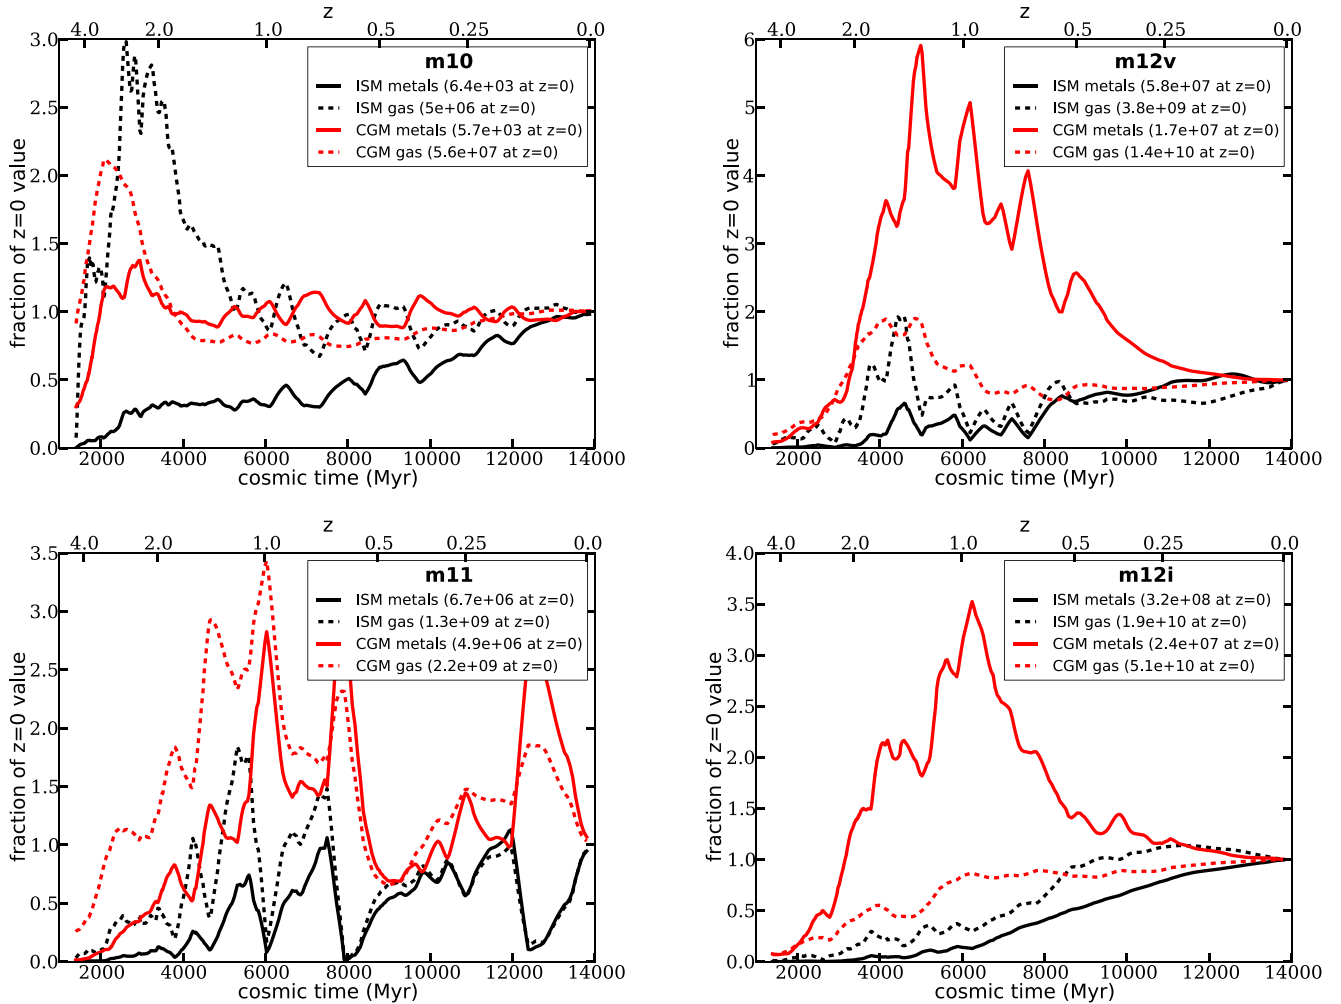 z
4.0 2.0 1.0 0.5 0.25 0.0
m10
ISM metals (6.4e+03 at z=0)
ISM gas (5e+06 at z=0)
CGM metals (5.7e+03 at z=0)
CGM gas (5.6e+07 at z=0)
fraction of z=0 value
3.0
2.5
2.0
1.5
1.0
0.5
0.0
2000 4000 6000 8000 10000 12000 14000
cosmic time (Myr)
z
4.0 2.0 1.0 0.5 0.25 0.0
m12v
ISM metals (5.8e+07 at z=0)
ISM gas (3.8e+09 at z=0)
CGM metals (1.7e+07 at z=0)
CGM gas (1.4e+10 at z=0)
fraction of z=0 value
6
5
4
3
2
1
0
2000 4000 6000 8000 10000 12000 14000
cosmic time (Myr)
z
4.0 2.0 1.0 0.5 0.25 0.0
m11
ISM metals (6.7e+06 at z=0)
ISM gas (1.3e+09 at z=0)
CGM metals (4.9e+06 at z=0)
CGM gas (2.2e+09 at z=0)
fraction of z=0 value
3.5
3.0
2.5
2.0
1.5
1.0
0.5
0.0
2000 4000 6000 8000 10000 12000 14000
cosmic time (Myr)
z
4.0 2.0 1.0 0.5 0.25 0.0
m12i
ISM metals (3.2e+08 at z=0)
ISM gas (1.9e+10 at z=0)
CGM metals (2.4e+07 at z=0)
CGM gas (5.1e+10 at z=0)
fraction of z=0 value
4.0
3.5
3.0
2.5
2.0
1.5
1.0
0.5
0.0
2000 4000 6000 8000 10000 12000 14000
cosmic time (Myr)